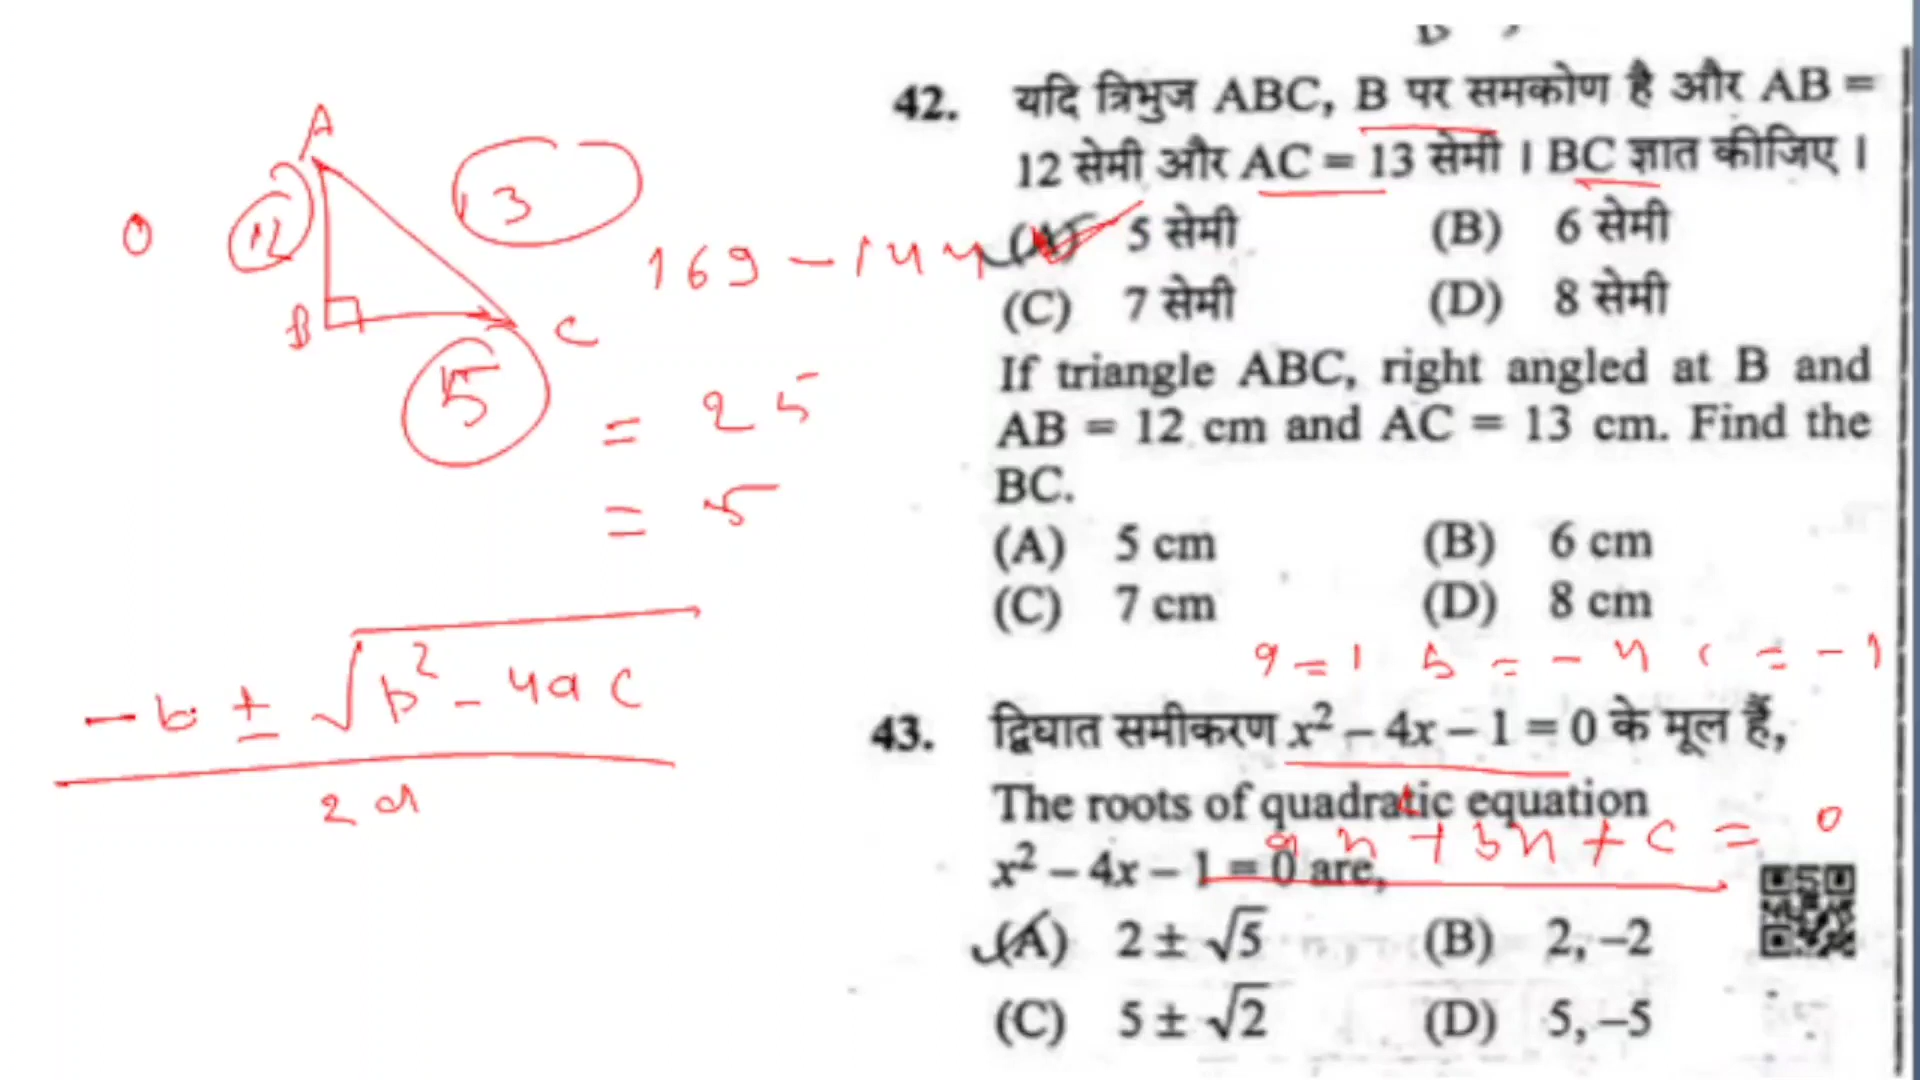 42. यदि त्रिभुज ABC, B पर समकोण है और AB =
12 सेमी और AC = 13 सेमी । BC ज्ञात कीजिए ।
(A) 5 सेमी (B) 6 सेमी
(C) 7 सेमी (D) 8 सेमी
If triangle ABC, right angled at B and
AB = 12 cm and AC = 13 cm. Find the
BC.
(A) 5 cm (B) 6 cm
(C) 7 cm (D) 8 cm
43. द्विघात समीकरण x² – 4x – 1 = 0 के मूल हैं,
The roots of quadratic equation
x² – 4x – 1 = 0 are,
(A) 2 ± √5 (B) 2, –2
(C) 5 ± √2 (D) 5, –5
A
12
13
0
B
C
5
169 - 144
= 25
= 5
-b ± √b² - 4ac
2a
a = 1 b = -4 c = -1
ax² + bx + c = 0